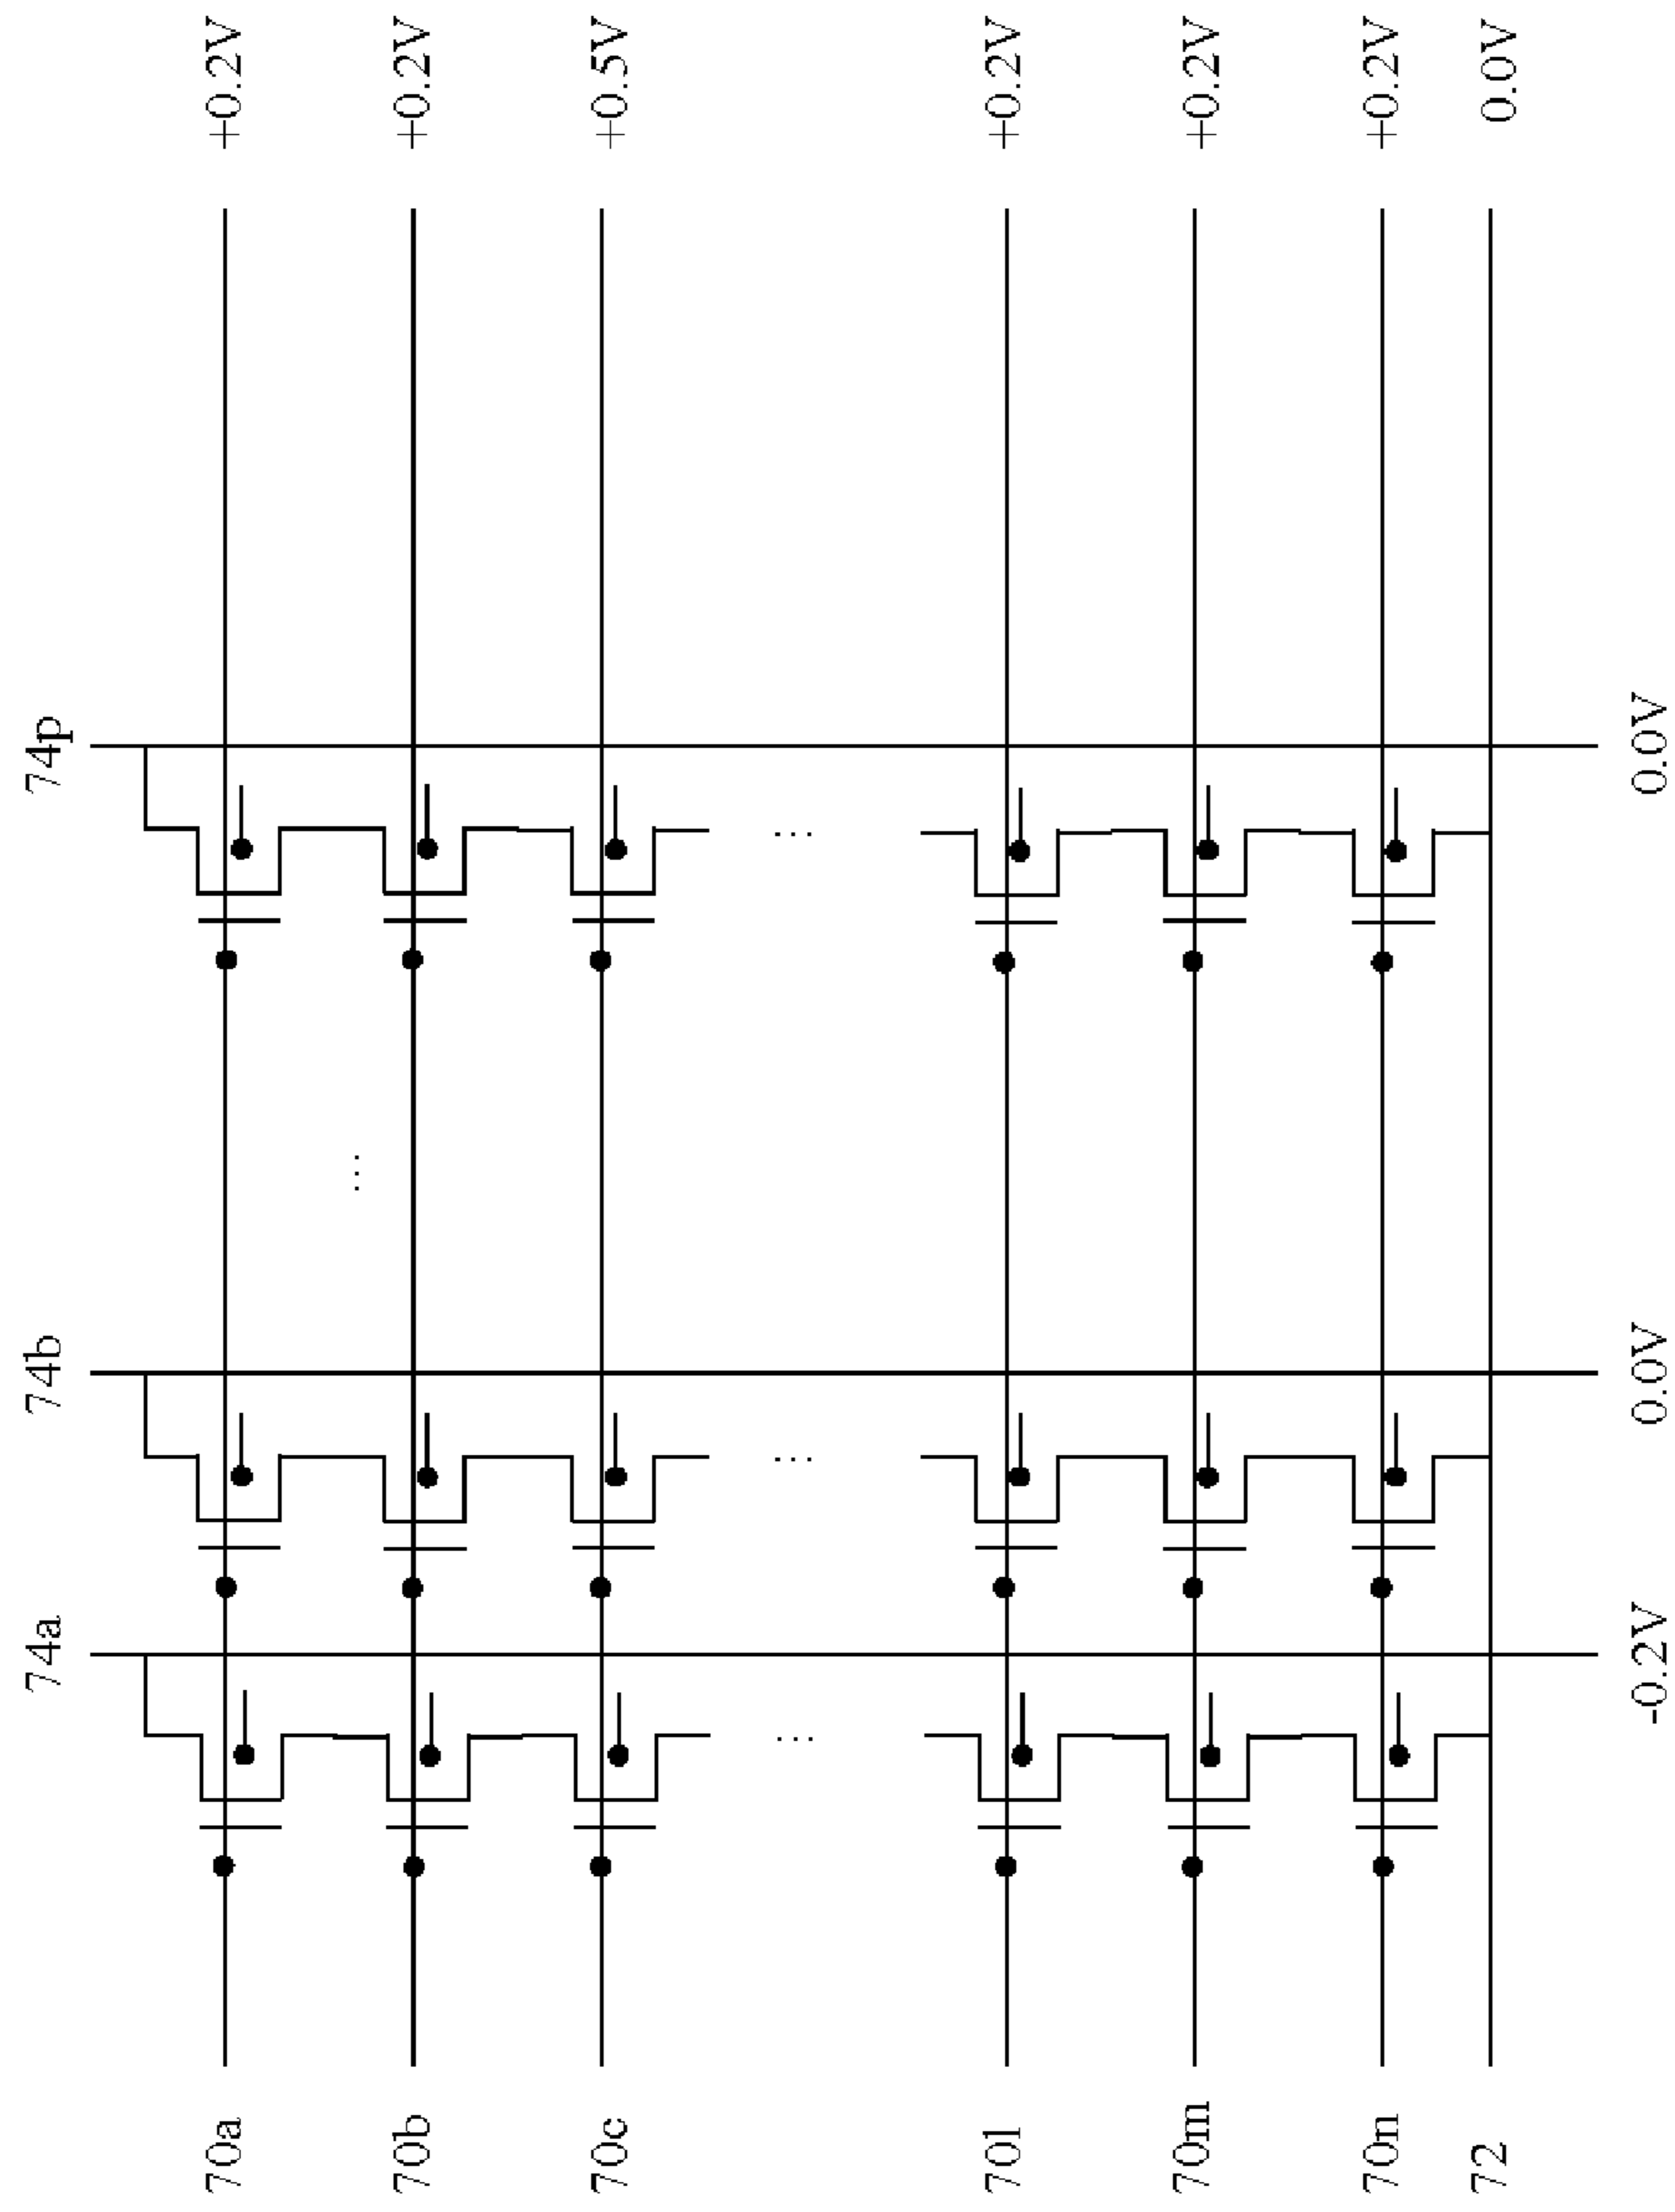 74a 74b 74p
70a +0.2V
70b +0.2V
70c +0.5V
70l +0.2V
70m +0.2V
70n +0.2V
72 0.0V
-0.2V 0.0V 0.0V